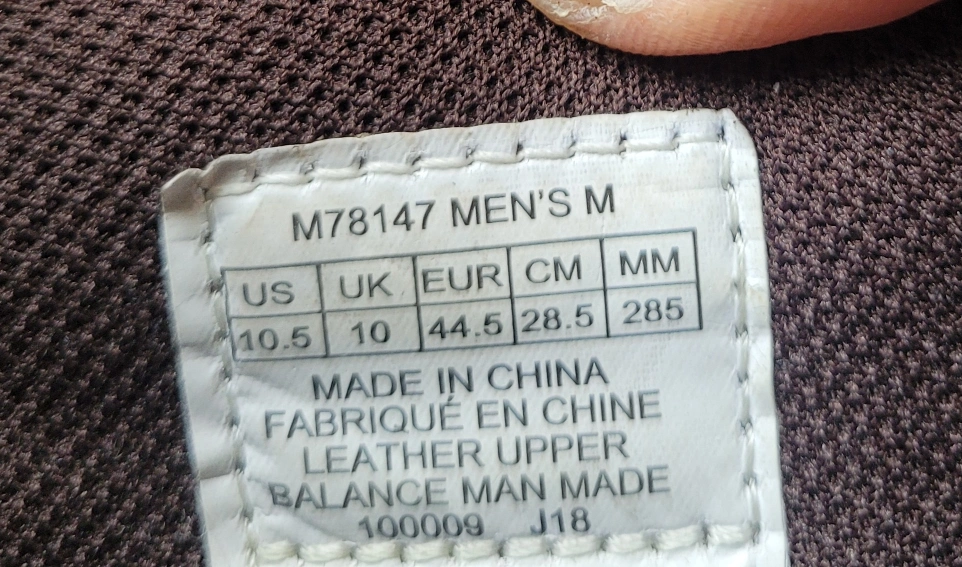 M78147 MEN'S M
US UK EUR CM MM
10.5 10 44.5 28.5 285
MADE IN CHINA
FABRIQUÉ EN CHINE
LEATHER UPPER
BALANCE MAN MADE
100009 J18